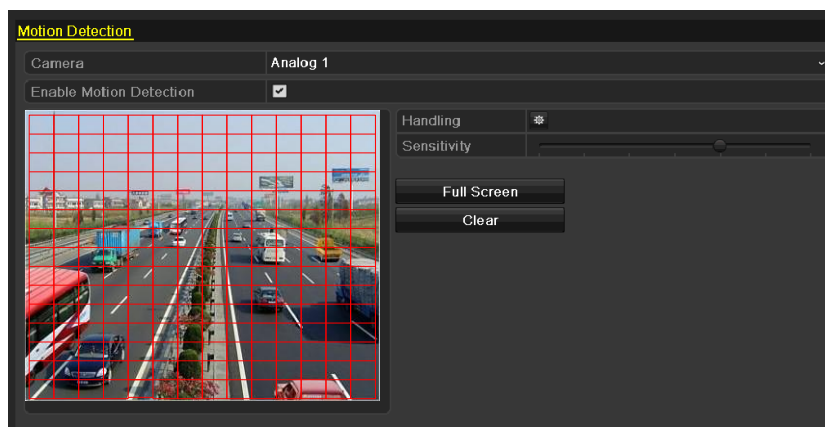 Motion Detection
Camera
Analog 1
Enable Motion Detection
Handling
Sensitivity
Full Screen
Clear